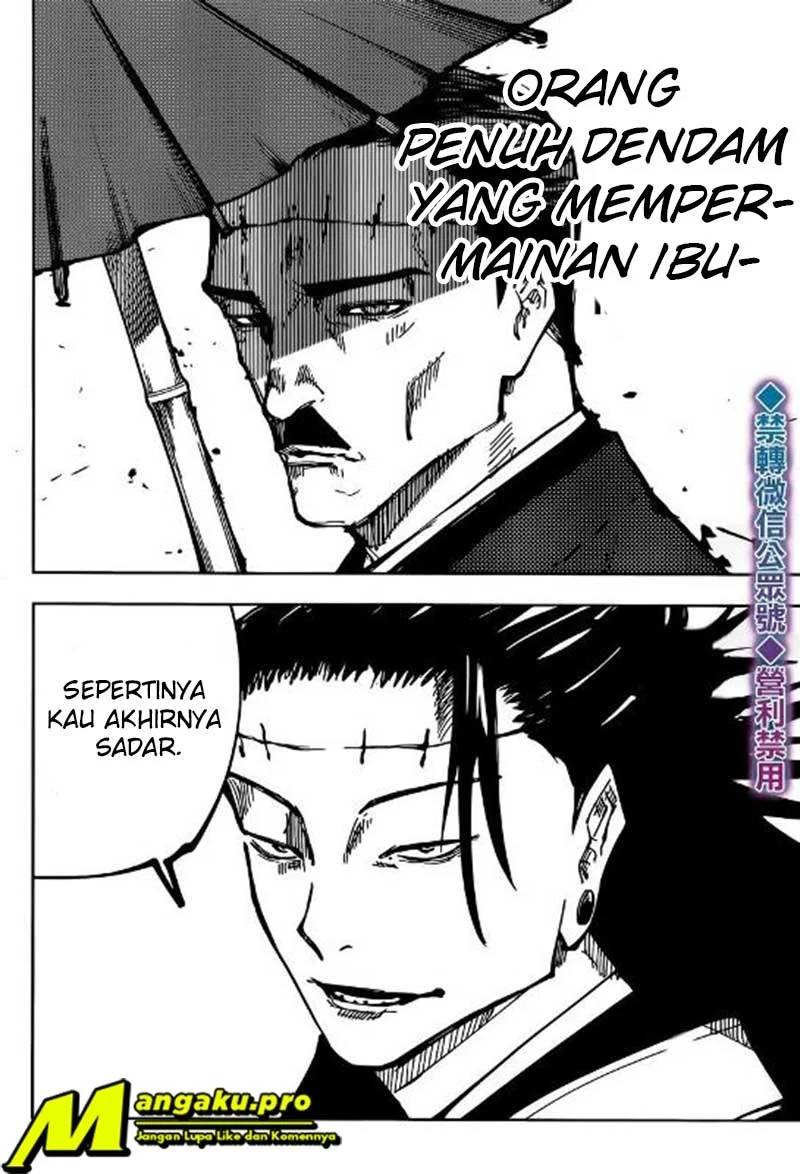 ORANG
PENUH DENDAM
YANG MEMPER-
MAINAN IBU-
◆禁轉微信公眾號◆營利禁用
SEPERTINYA
KAU AKHIRNYA
SADAR.
Mangaku.pro
Jangan Lupa Like dan Komennya